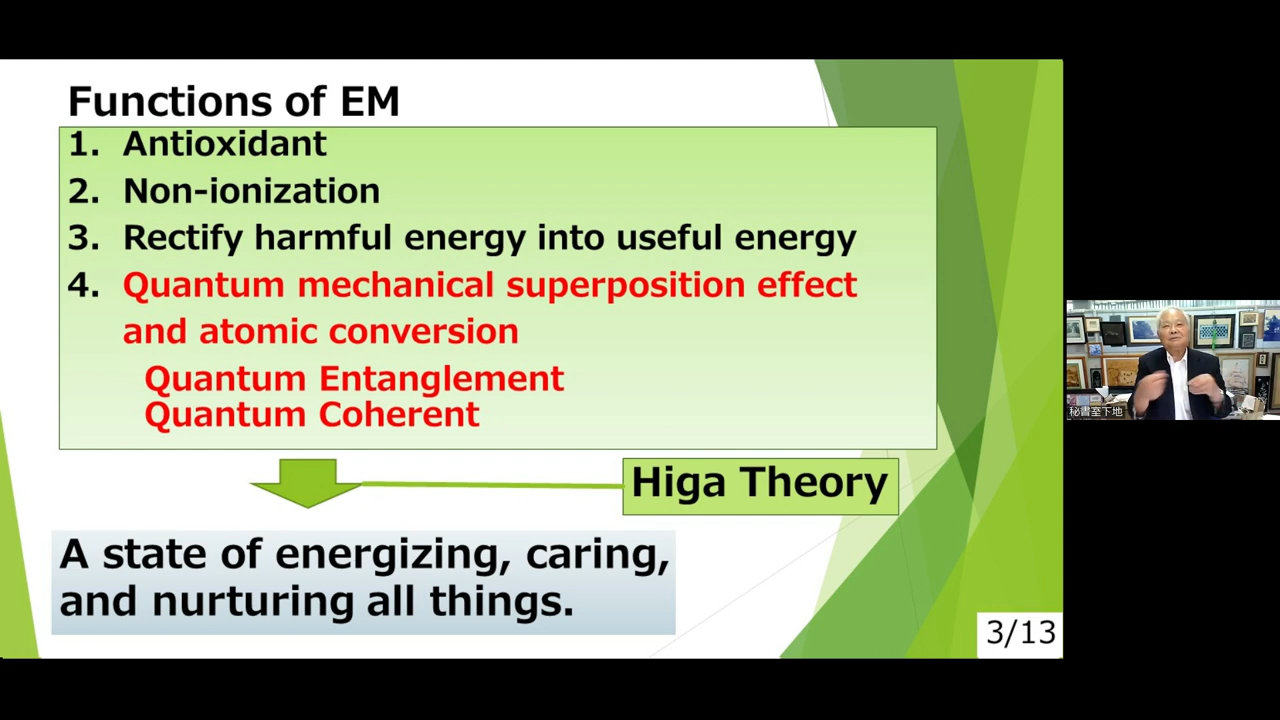 Functions of EM
1. Antioxidant
2. Non-ionization
3. Rectify harmful energy into useful energy
4. Quantum mechanical superposition effect
and atomic conversion
Quantum Entanglement
Quantum Coherent
Higa Theory
A state of energizing, caring,
and nurturing all things.
3/13
秘書室下地